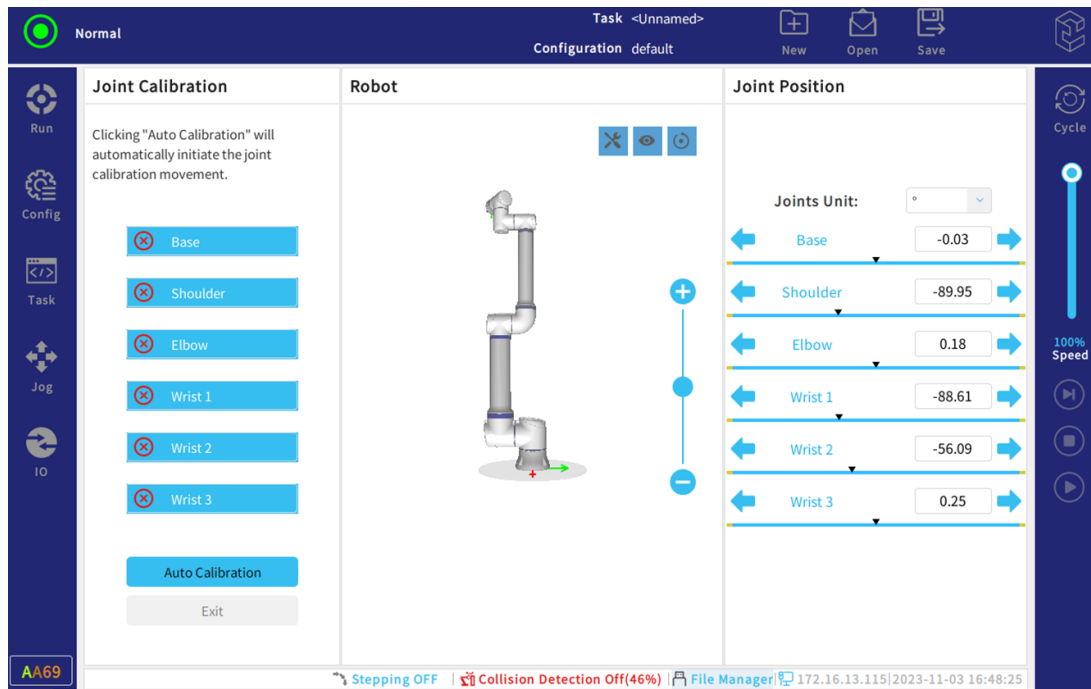 Normal
Task <Unnamed>
Configuration default
New
Open
Save
Run
Config
Task
Jog
IO
AA69
Joint Calibration
Clicking "Auto Calibration" will
automatically initiate the joint
calibration movement.
Base
Shoulder
Elbow
Wrist 1
Wrist 2
Wrist 3
Auto Calibration
Exit
Robot
Joint Position
Joints Unit: °
Base -0.03
Shoulder -89.95
Elbow 0.18
Wrist 1 -88.61
Wrist 2 -56.09
Wrist 3 0.25
Cycle
100%
Speed
Stepping OFF | Collision Detection Off(46%) | File Manager| 172.16.13.115|2023-11-03 16:48:25